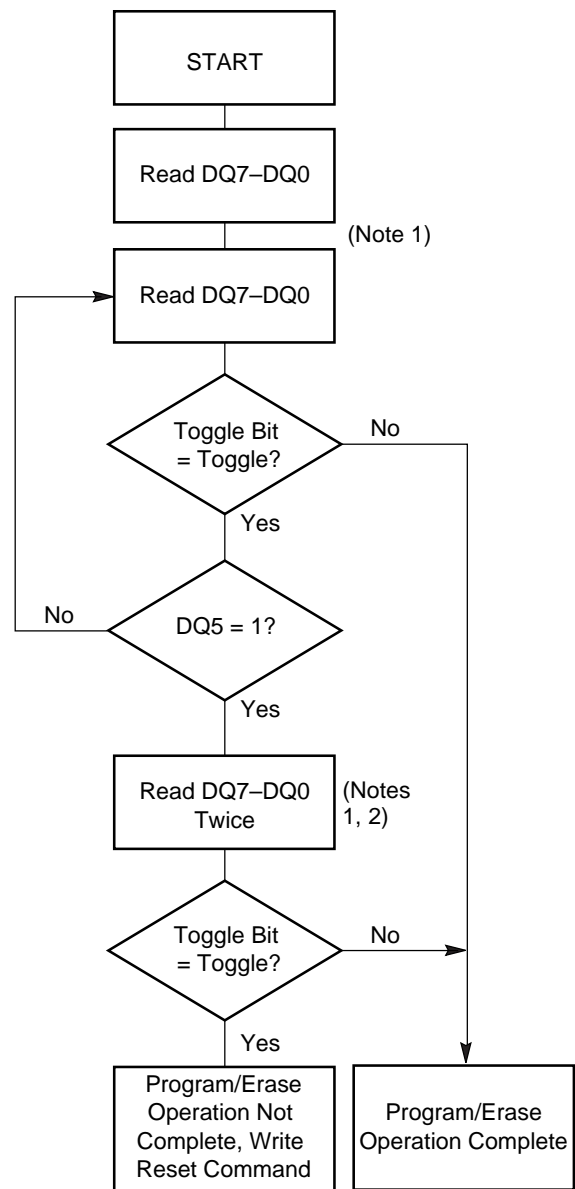 START
Read DQ7–DQ0
(Note 1)
Read DQ7–DQ0
Toggle Bit
= Toggle?
No
Yes
No
DQ5 = 1?
Yes
Read DQ7–DQ0
Twice
(Notes
1, 2)
Toggle Bit
= Toggle?
No
Yes
Program/Erase
Operation Not
Complete, Write
Reset Command
Program/Erase
Operation Complete